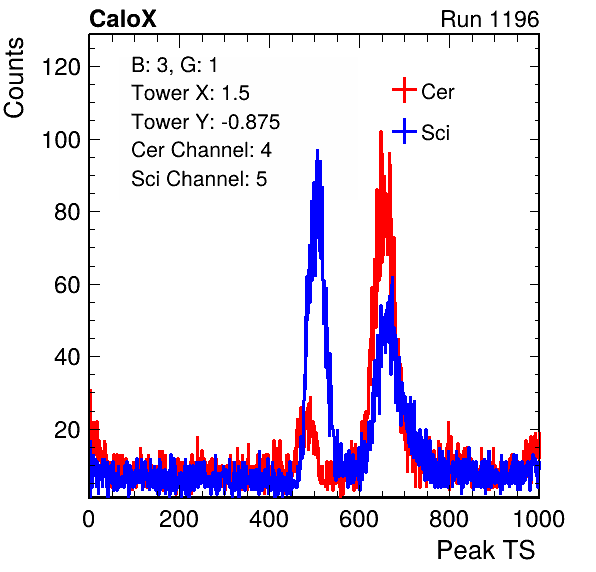 CaloX Run 1196
Counts
B: 3, G: 1
Tower X: 1.5
Tower Y: -0.875
Cer Channel: 4
Sci Channel: 5
Cer
Sci
120
100
80
60
40
20
0 200 400 600 800 1000
Peak TS